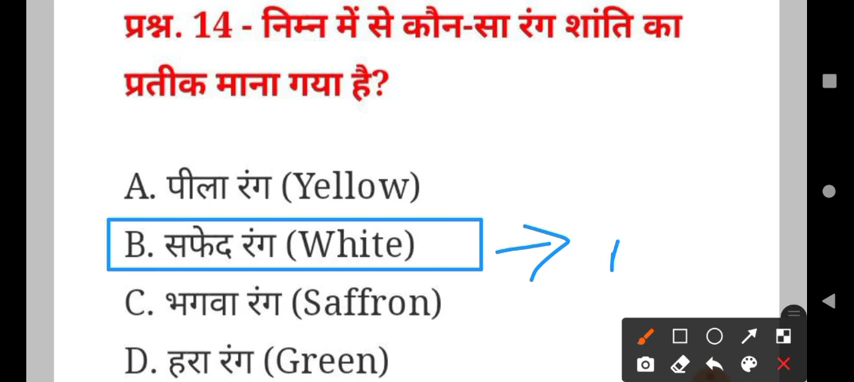 प्रश्न. 14 - निम्न में से कौन-सा रंग शांति का
प्रतीक माना गया है?
A. पीला रंग (Yellow)
B. सफेद रंग (White)
C. भगवा रंग (Saffron)
D. हरा रंग (Green)